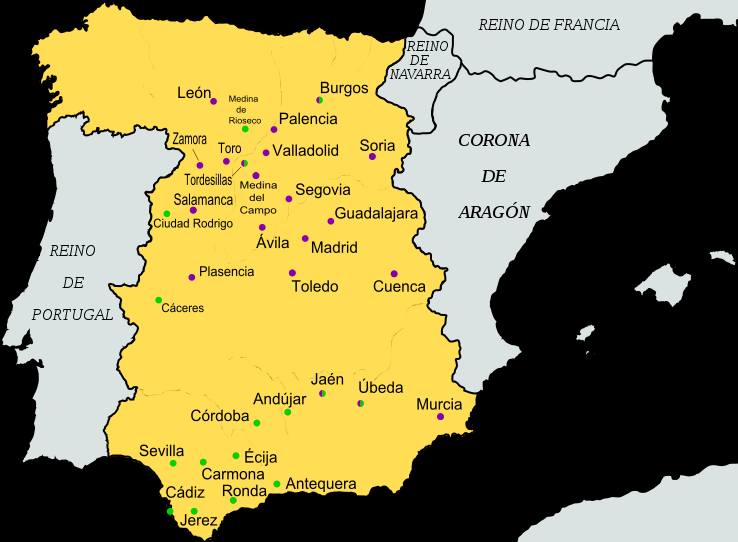 REINO DE FRANCIA
REINO
DE
NAVARRA
CORONA
DE
ARAGÓN
REINO
DE
PORTUGAL
León
Medina
de
Rioseco
Burgos
Palencia
Zamora
Toro
Valladolid
Soria
Tordesillas
Medina
del
Campo
Segovia
Salamanca
Ciudad Rodrigo
Guadalajara
Ávila
Madrid
Plasencia
Toledo
Cuenca
Cáceres
Jaén
Úbeda
Andújar
Murcia
Córdoba
Sevilla
Écija
Carmona
Cádiz
Ronda
Antequera
Jerez